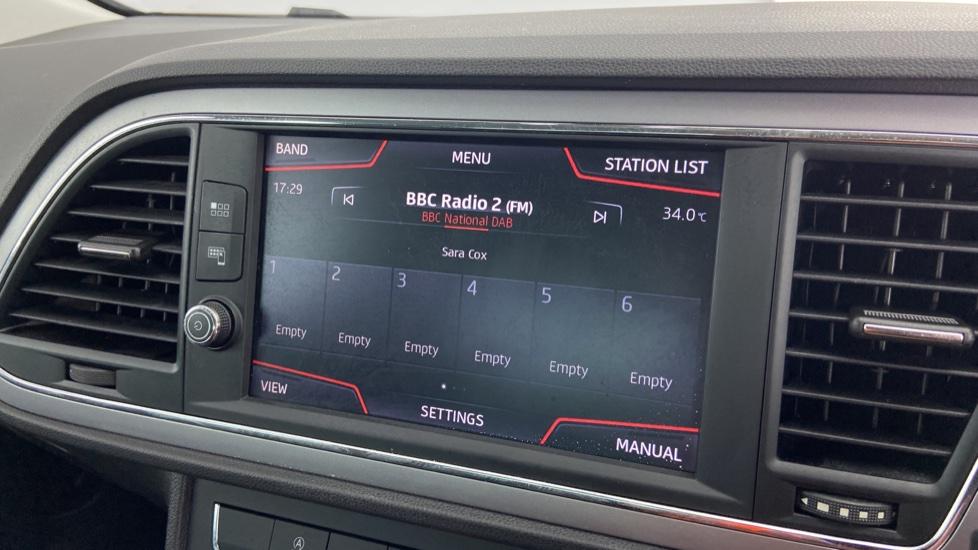 BAND
MENU
STATION LIST
17:29
BBC Radio 2 (FM)
34.0 °C
BBC National DAB
Sara Cox
1
2
3
4
5
6
Empty
Empty
Empty
Empty
Empty
Empty
VIEW
SETTINGS
MANUAL
A